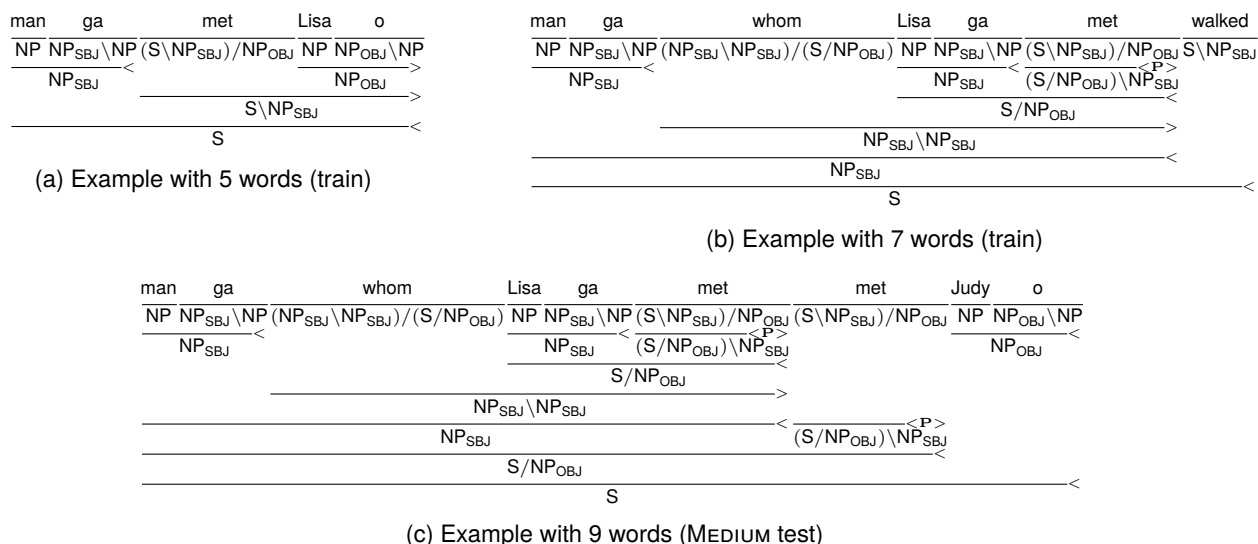 man ga met Lisa o
NP NP_SBJ\NP (S\NP_SBJ)/NP_OBJ NP NP_OBJ\NP
< >
NP_SBJ NP_OBJ
>
S\NP_SBJ
<
S
(a) Example with 5 words (train)
man ga whom Lisa ga met walked
NP NP_SBJ\NP (NP_SBJ\NP_SBJ)/(S/NP_OBJ) NP NP_SBJ\NP (S\NP_SBJ)/NP_OBJ S\NP_SBJ
< < <P>
NP_SBJ NP_SBJ (S/NP_OBJ)\NP_SBJ
<
S/NP_OBJ
>
NP_SBJ\NP_SBJ
<
NP_SBJ
<
S
(b) Example with 7 words (train)
man ga whom Lisa ga met met Judy o
NP NP_SBJ\NP (NP_SBJ\NP_SBJ)/(S/NP_OBJ) NP NP_SBJ\NP (S\NP_SBJ)/NP_OBJ (S\NP_SBJ)/NP_OBJ NP NP_OBJ\NP
< < <P> <
NP_SBJ NP_SBJ (S/NP_OBJ)\NP_SBJ NP_OBJ
<
S/NP_OBJ
>
NP_SBJ\NP_SBJ
< <P>
NP_SBJ (S/NP_OBJ)\NP_SBJ
<
S/NP_OBJ
<
S
(c) Example with 9 words (MEDIUM test)